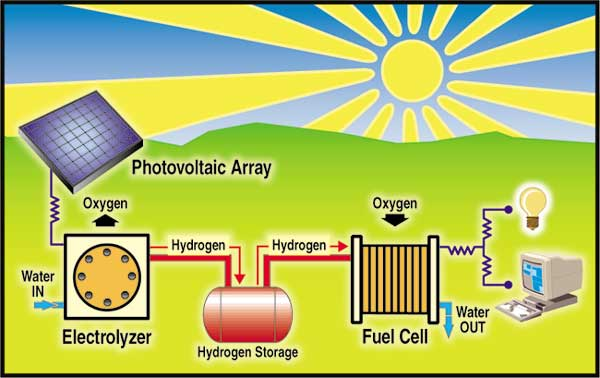 Photovoltaic Array
Oxygen
Oxygen
Hydrogen
Hydrogen
Water
IN
Water
OUT
Electrolyzer
Fuel Cell
Hydrogen Storage